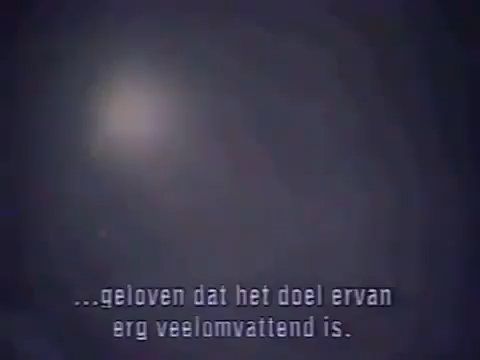 ...geloven dat het doel ervan
erg veelomvattend is.